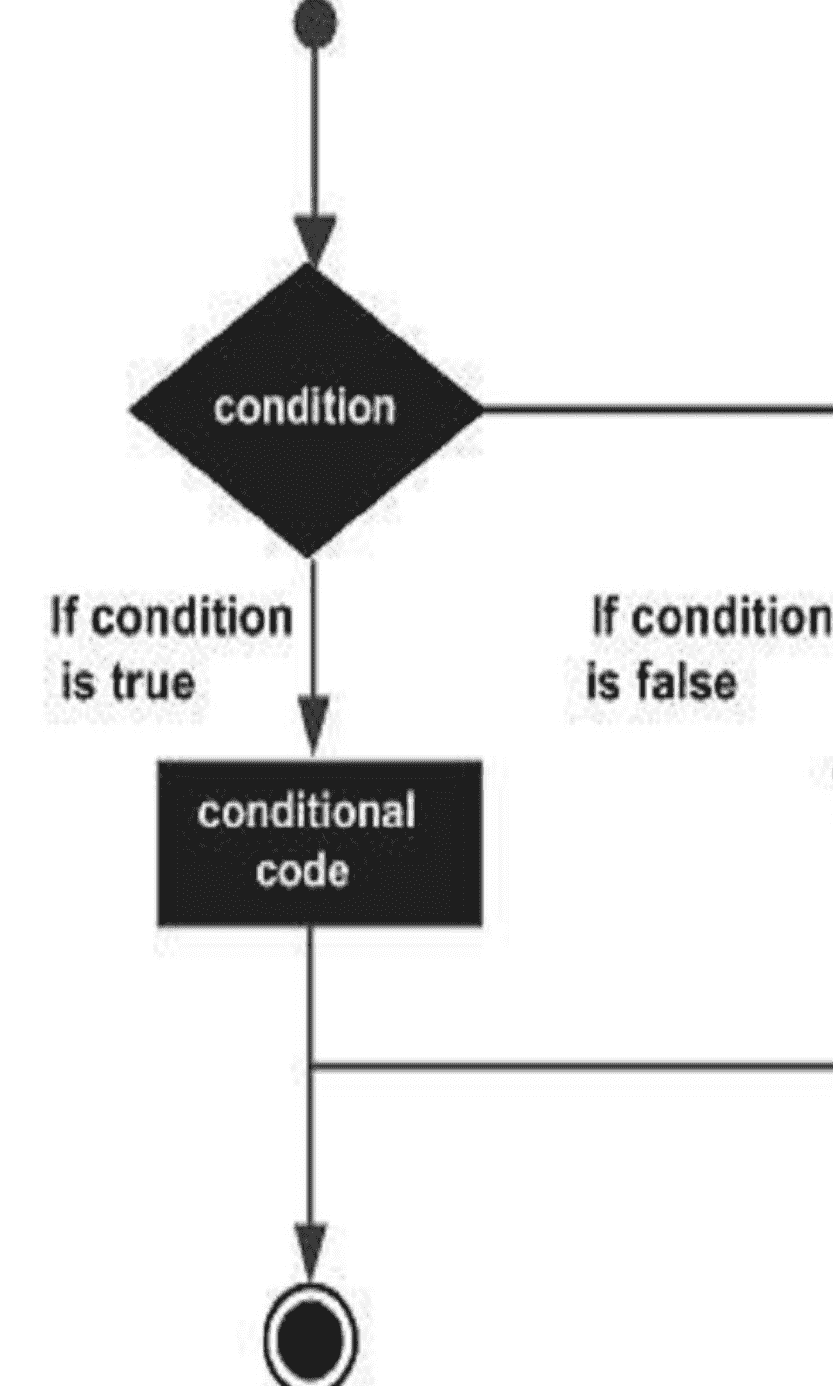 condition
If condition
is true
If condition
is false
conditional
code